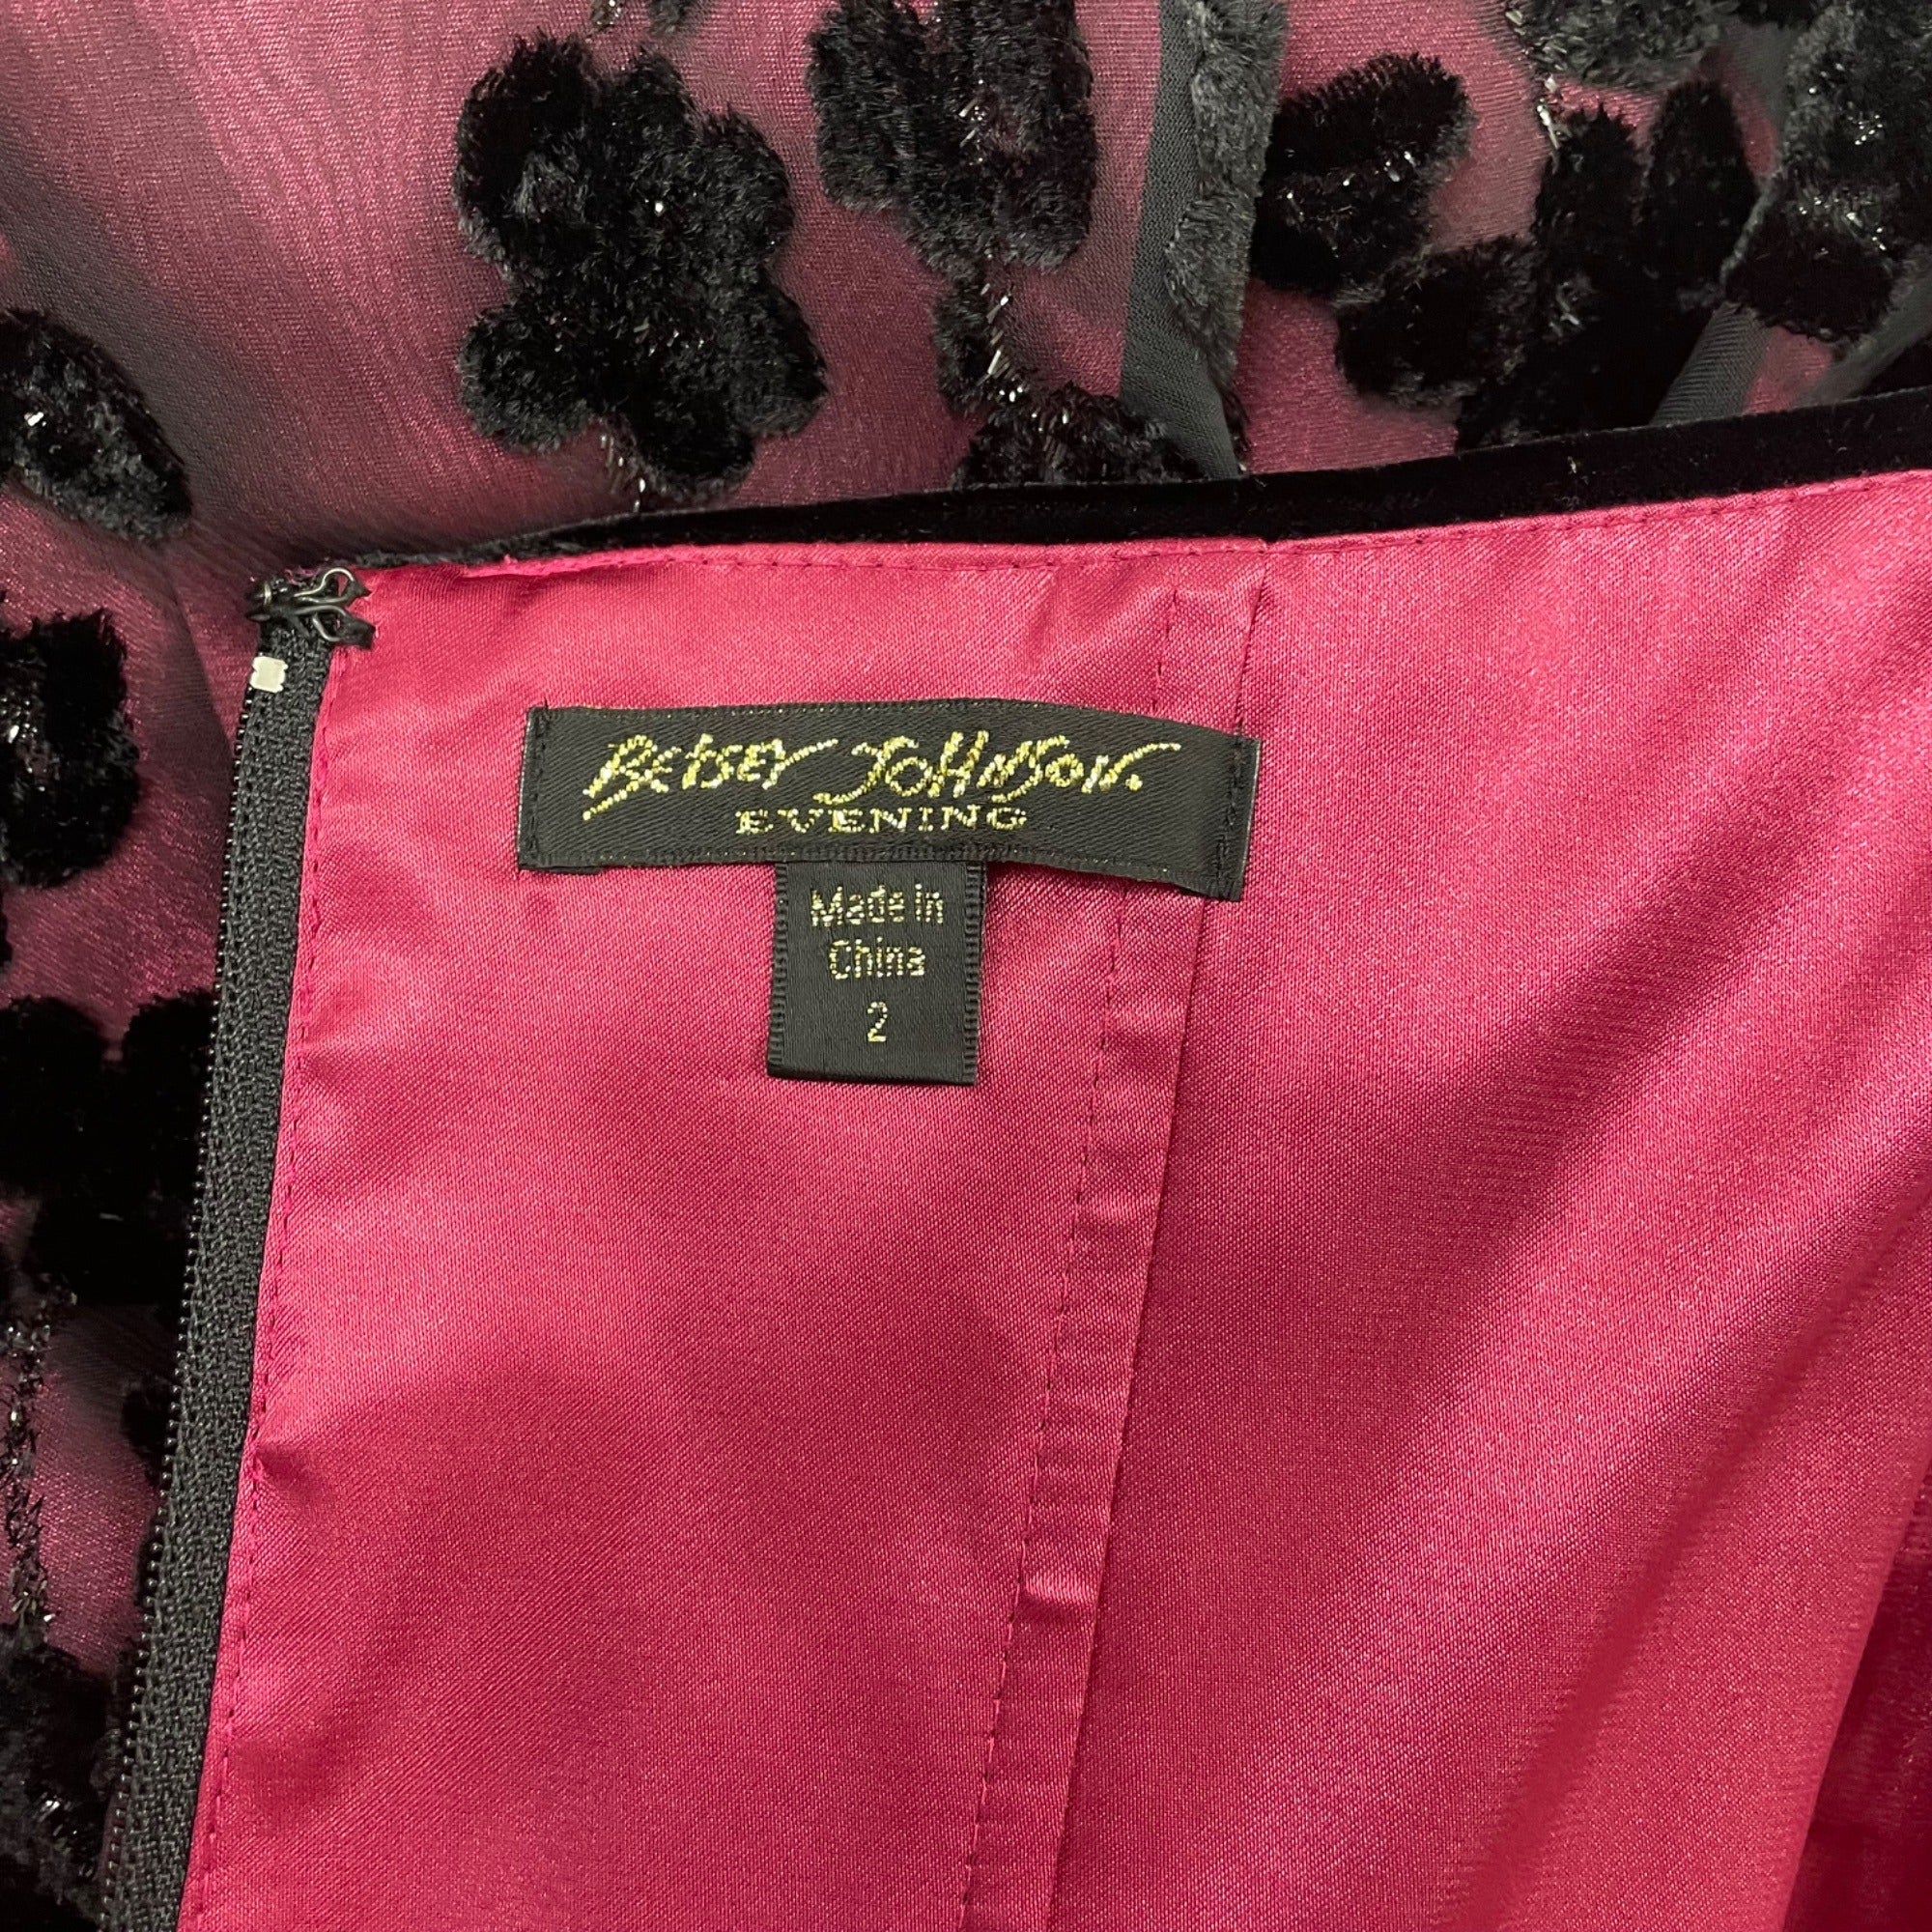 Betsey Johnson.
EVENING
Made in
China
2